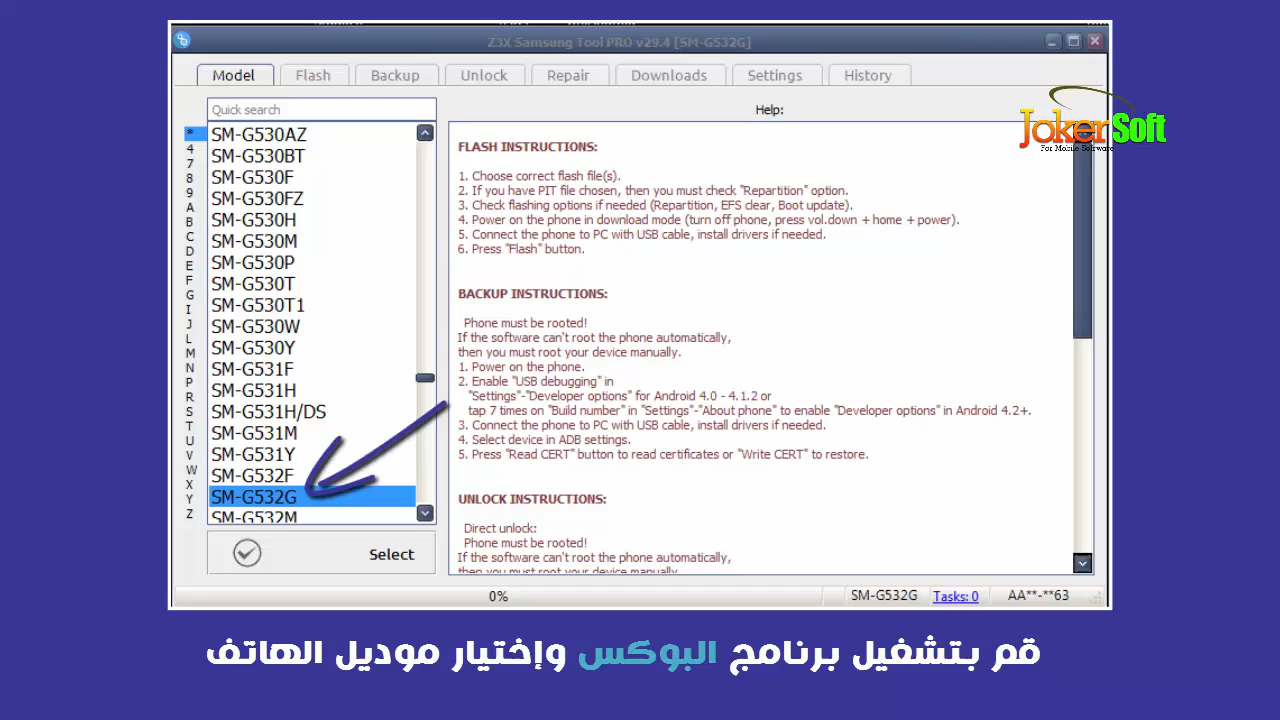 Z3X Samsung Tool PRO v29.4 [SM-G532G]
Model Flash Backup Unlock Repair Downloads Settings History
Quick search
Help:
JokerSoft
For Mobile Software
*
4
7
8
9
A
B
C
D
E
F
G
I
J
L
M
N
P
R
S
T
U
V
W
X
Y
Z
SM-G530AZ
SM-G530BT
SM-G530F
SM-G530FZ
SM-G530H
SM-G530M
SM-G530P
SM-G530T
SM-G530T1
SM-G530W
SM-G530Y
SM-G531F
SM-G531H
SM-G531H/DS
SM-G531M
SM-G531Y
SM-G532F
SM-G532G
SM-G532M
Select
FLASH INSTRUCTIONS:
1. Choose correct flash file(s).
2. If you have PIT file chosen, then you must check "Repartition" option.
3. Check flashing options if needed (Repartition, EFS clear, Boot update).
4. Power on the phone in download mode (turn off phone, press vol.down + home + power).
5. Connect the phone to PC with USB cable, install drivers if needed.
6. Press "Flash" button.
BACKUP INSTRUCTIONS:
Phone must be rooted!
If the software can't root the phone automatically,
then you must root your device manually.
1. Power on the phone.
2. Enable "USB debugging" in
"Settings"-"Developer options" for Android 4.0 - 4.1.2 or
tap 7 times on "Build number" in "Settings"-"About phone" to enable "Developer options" in Android 4.2+.
3. Connect the phone to PC with USB cable, install drivers if needed.
4. Select device in ADB settings.
5. Press "Read CERT" button to read certificates or "Write CERT" to restore.
UNLOCK INSTRUCTIONS:
Direct unlock:
Phone must be rooted!
If the software can't root the phone automatically,
then you must root your device manually.
0% SM-G532G Tasks: 0 AA**-**63
قم بتشغيل برنامج البوكس وإختيار موديل الهاتف